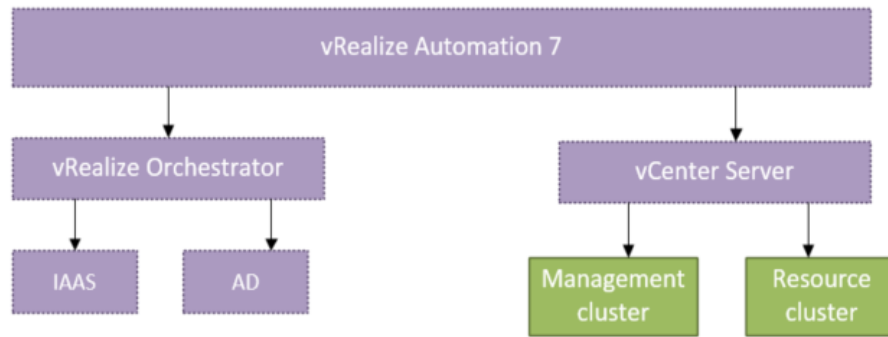 vRealize Automation 7
vRealize Orchestrator
vCenter Server
IAAS
AD
Management
cluster
Resource
cluster